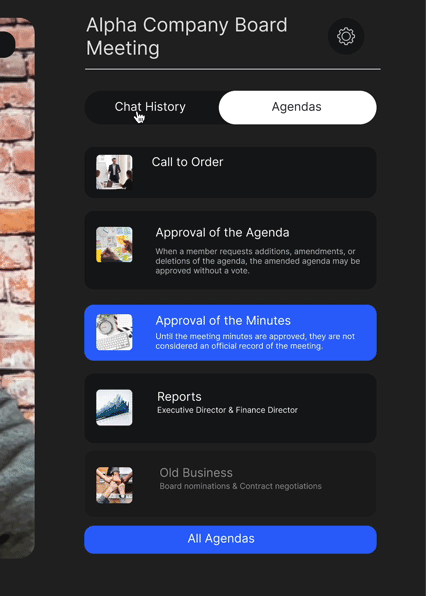 Alpha Company Board
Meeting
Chat History
Agendas
Call to Order
Approval of the Agenda
When a member requests additions, amendments, or
deletions of the agenda, the amended agenda may be
approved without a vote.
Approval of the Minutes
Until the meeting minutes are approved, they are not
considered an official record of the meeting.
Reports
Executive Director & Finance Director
Old Business
Board nominations & Contract negotiations
All Agendas